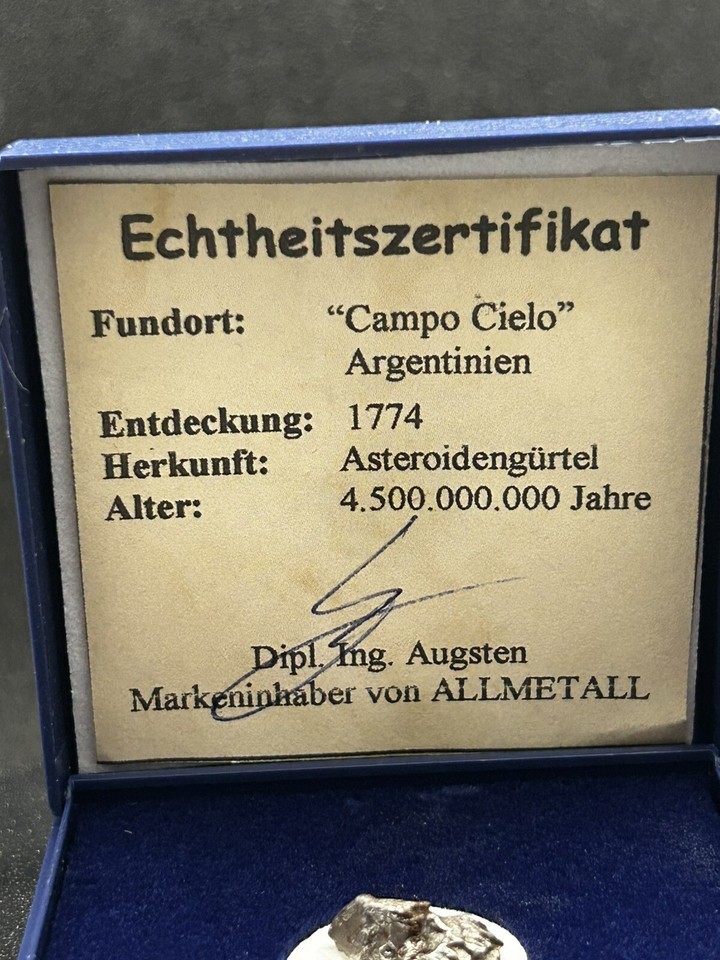 Echtheitszertifikat
Fundort: “Campo Cielo”
Argentinien
Entdeckung: 1774
Herkunft: Asteroidengürtel
Alter: 4.500.000.000 Jahre
Dipl. Ing. Augsten
Markeninhaber von ALLMETALL